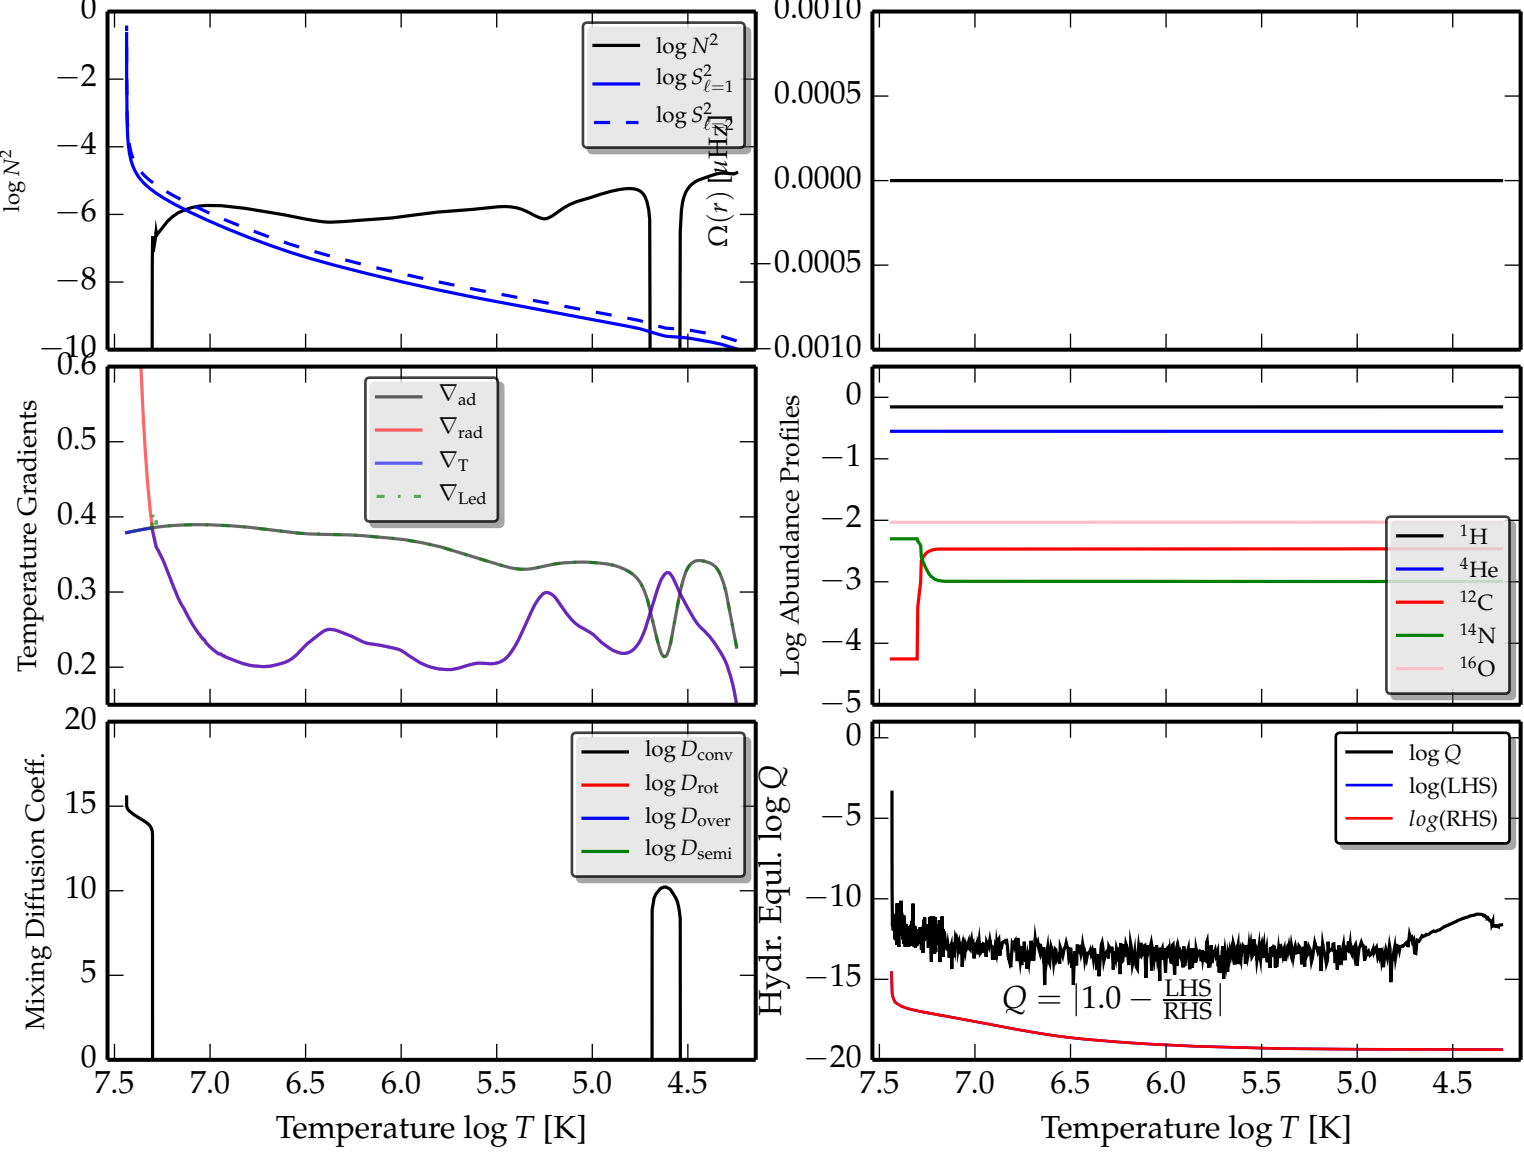 0
−2
−4
−6
−8
−10
log N²
log N²
log S²ℓ=1
log S²ℓ=2
0.0010
0.0005
0.0000
−0.0005
−0.0010
Ω(r) [μHz]
0.6
0.5
0.4
0.3
0.2
Temperature Gradients
∇ad
∇rad
∇T
∇Led
0
−1
−2
−3
−4
−5
Log Abundance Profiles
¹H
⁴He
¹²C
¹⁴N
¹⁶O
20
15
10
5
0
Mixing Diffusion Coeff.
log Dconv
log Drot
log Dover
log Dsemi
7.5 7.0 6.5 6.0 5.5 5.0 4.5
Temperature log T [K]
0
−5
−10
−15
−20
Hydr. Equl. log Q
log Q
log(LHS)
log(RHS)
Q = |1.0 − LHS/RHS|
7.5 7.0 6.5 6.0 5.5 5.0 4.5
Temperature log T [K]